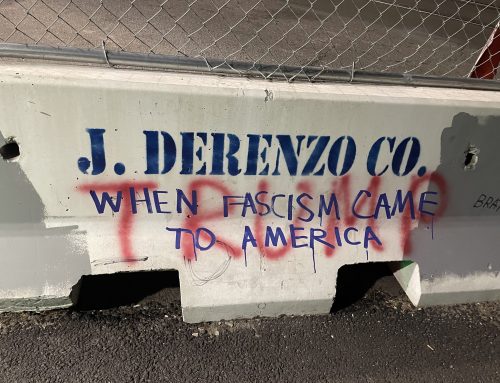 J. DERENZO CO.
TRUMP
WHEN FASCISM CAME
TO AMERICA